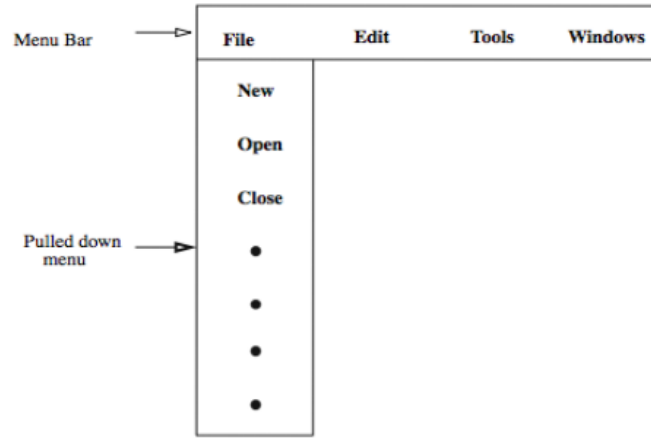 Menu Bar
File Edit Tools Windows
New
Open
Close
Pulled down
menu